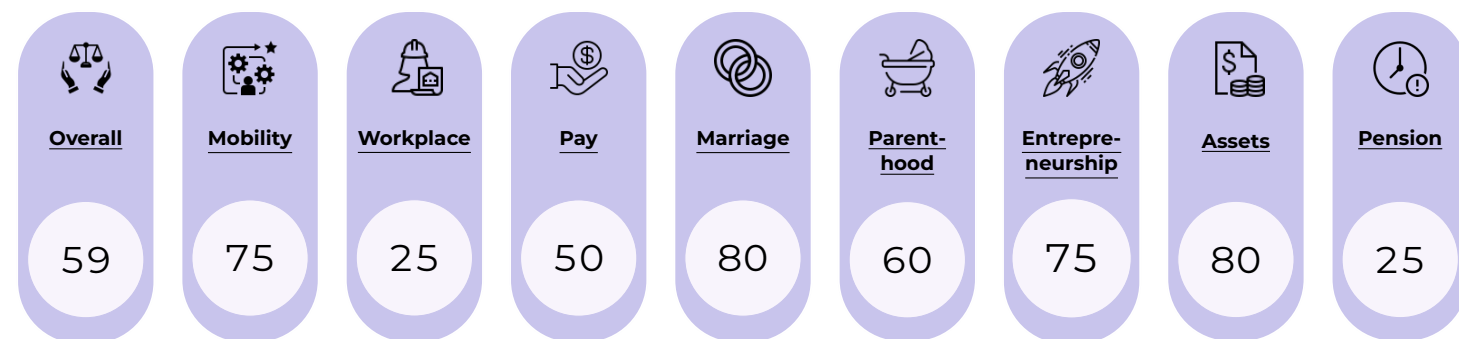 Overall
59
Mobility
75
Workplace
25
$
Pay
50
Marriage
80
Parent-
hood
60
Entrepre-
neurship
75
$
Assets
80
!
Pension
25